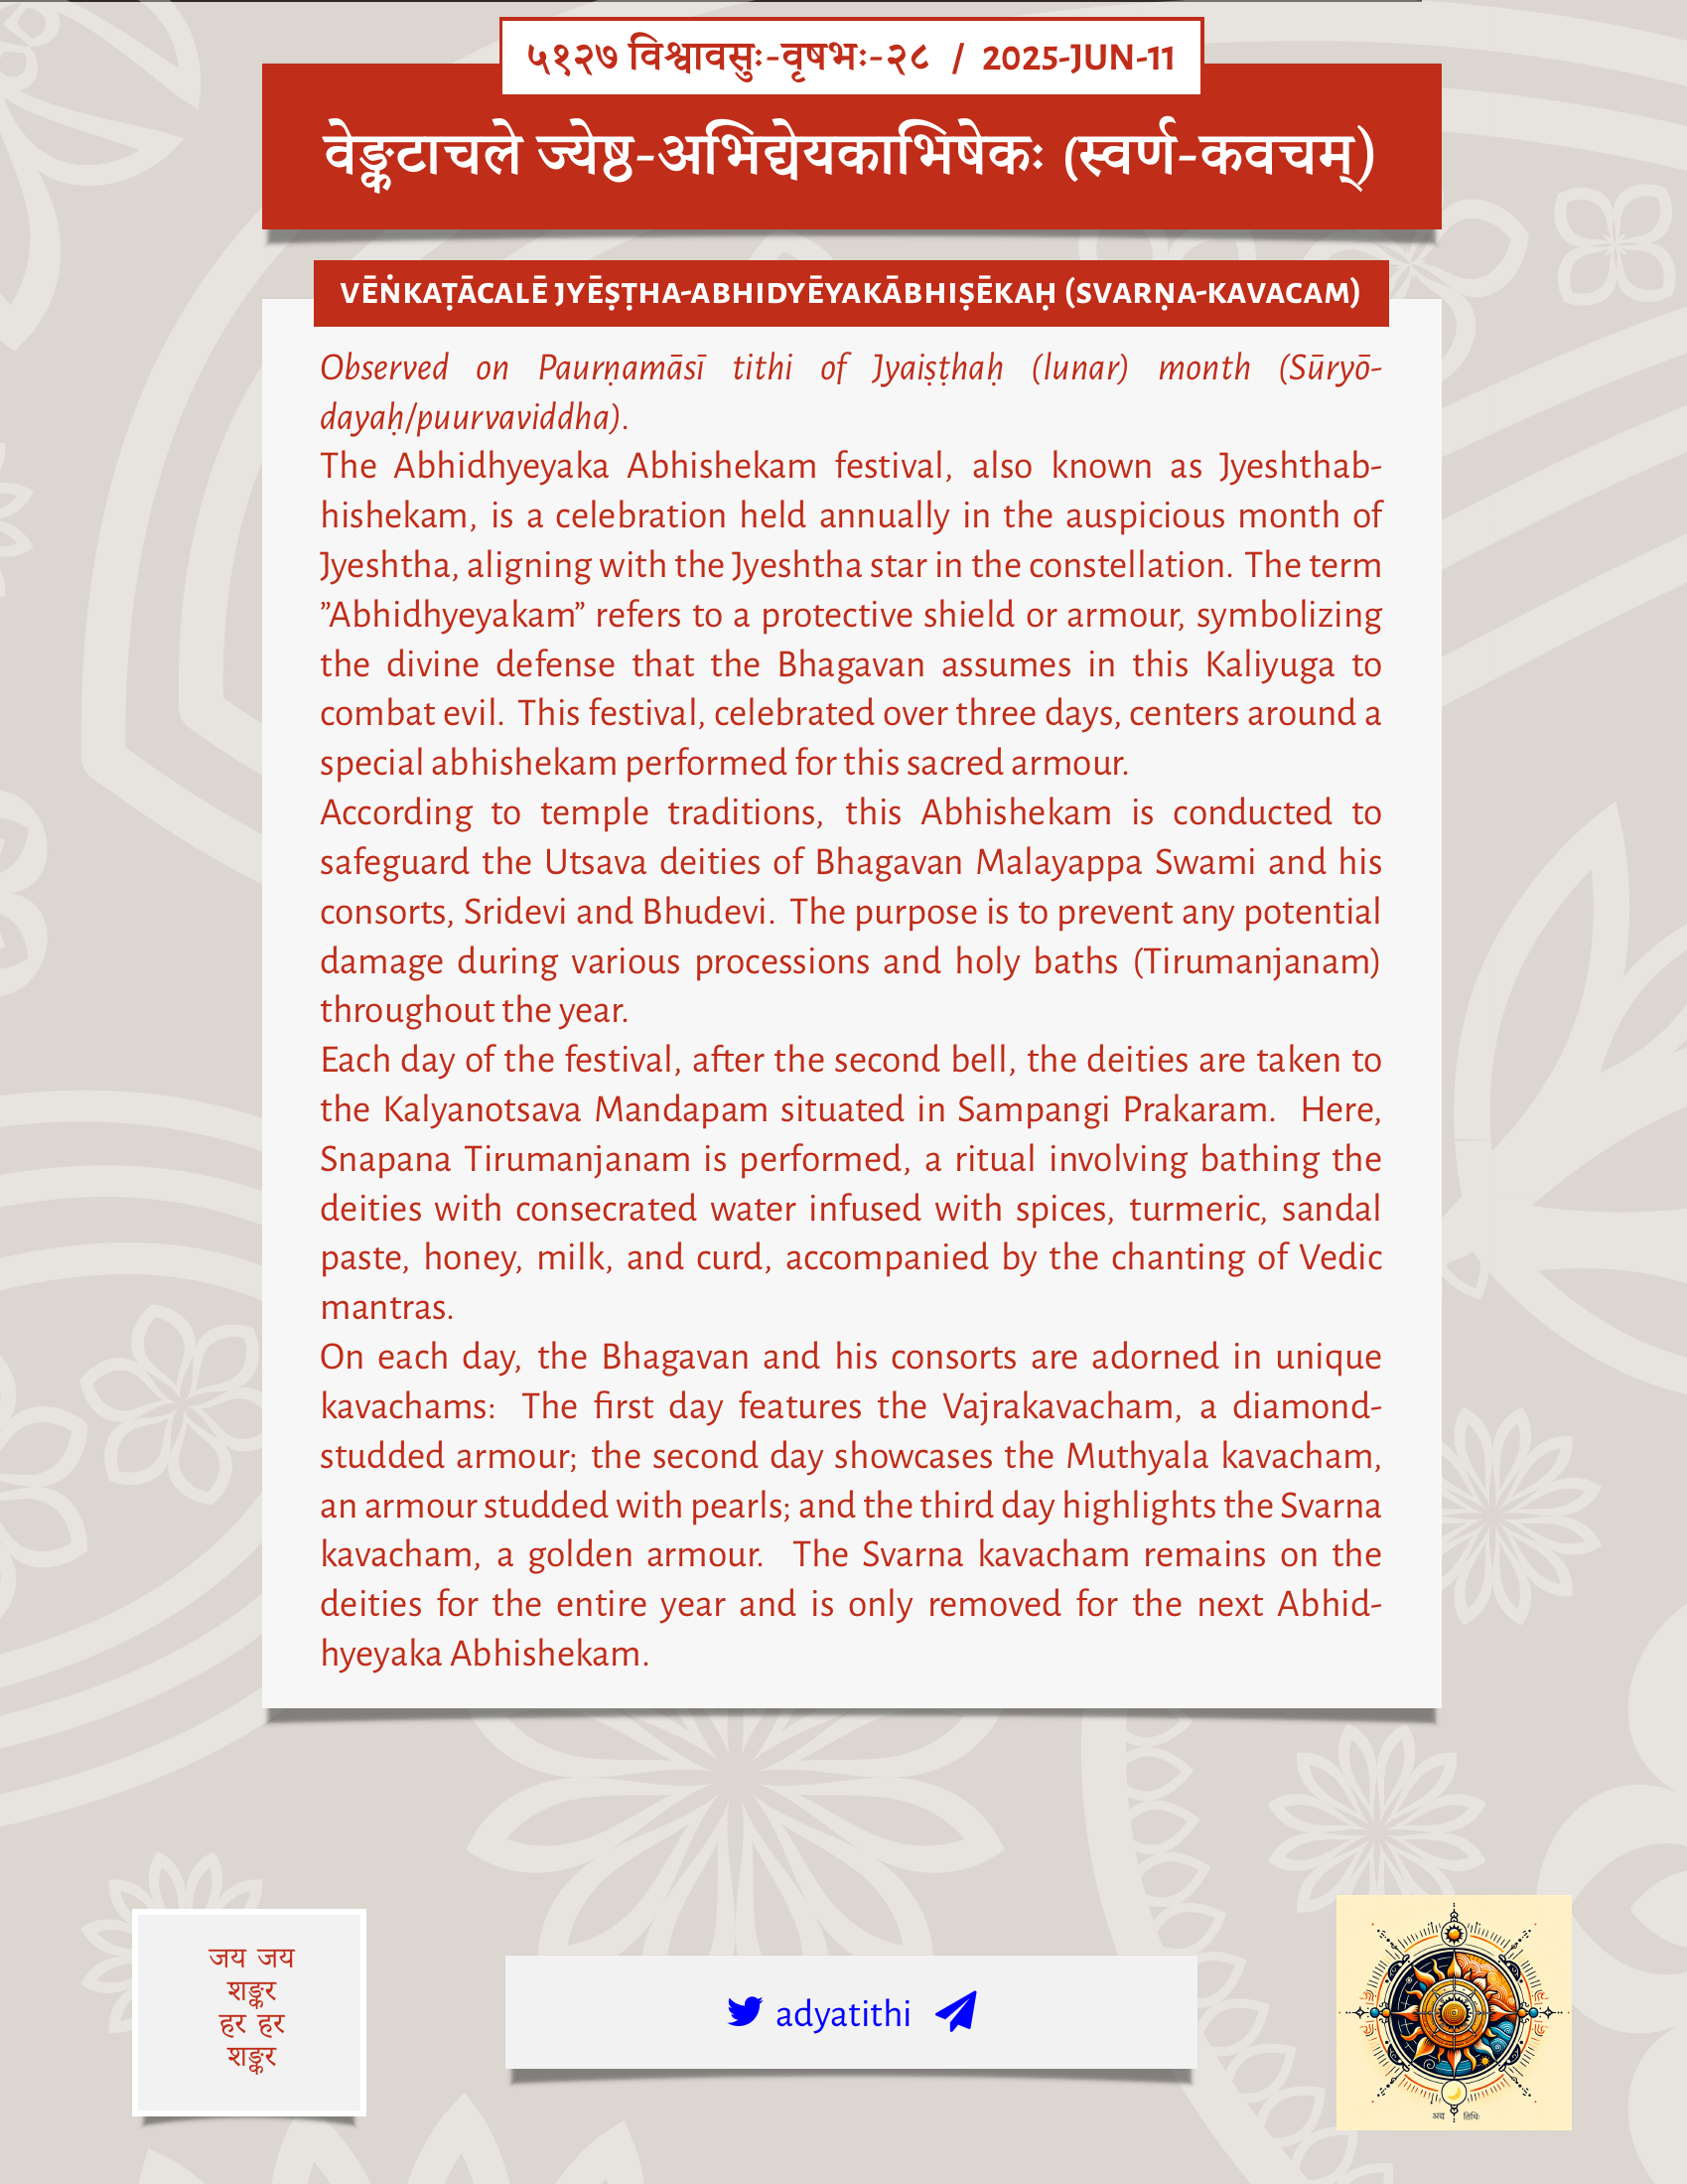 ५१२७ विश्वावसुः-वृषभः-२८ / 2025-JUN-11
वेङ्कटाचले ज्येष्ठ-अभिद्येयकाभिषेकः (स्वर्ण-कवचम्)
VĒṄKAṬĀCALĒ JYĒṢṬHA-ABHIDYĒYAKĀBHIṢĒKAḤ (SVARṆA-KAVACAM)
Observed on Paurṇamāsī tithi of Jyaiṣṭhaḥ (lunar) month (Sūryō-
dayaḥ/puurvaviddha).
The Abhidhyeyaka Abhishekam festival, also known as Jyeshthab-
hishekam, is a celebration held annually in the auspicious month of
Jyeshtha, aligning with the Jyeshtha star in the constellation. The term
”Abhidhyeyakam” refers to a protective shield or armour, symbolizing
the divine defense that the Bhagavan assumes in this Kaliyuga to
combat evil. This festival, celebrated over three days, centers around a
special abhishekam performed for this sacred armour.
According to temple traditions, this Abhishekam is conducted to
safeguard the Utsava deities of Bhagavan Malayappa Swami and his
consorts, Sridevi and Bhudevi. The purpose is to prevent any potential
damage during various processions and holy baths (Tirumanjanam)
throughout the year.
Each day of the festival, after the second bell, the deities are taken to
the Kalyanotsava Mandapam situated in Sampangi Prakaram. Here,
Snapana Tirumanjanam is performed, a ritual involving bathing the
deities with consecrated water infused with spices, turmeric, sandal
paste, honey, milk, and curd, accompanied by the chanting of Vedic
mantras.
On each day, the Bhagavan and his consorts are adorned in unique
kavachams: The first day features the Vajrakavacham, a diamond-
studded armour; the second day showcases the Muthyala kavacham,
an armour studded with pearls; and the third day highlights the Svarna
kavacham, a golden armour. The Svarna kavacham remains on the
deities for the entire year and is only removed for the next Abhid-
hyeyaka Abhishekam.
जय जय
शङ्कर
हर हर
शङ्कर
adyatithi
अद्य तिथिः